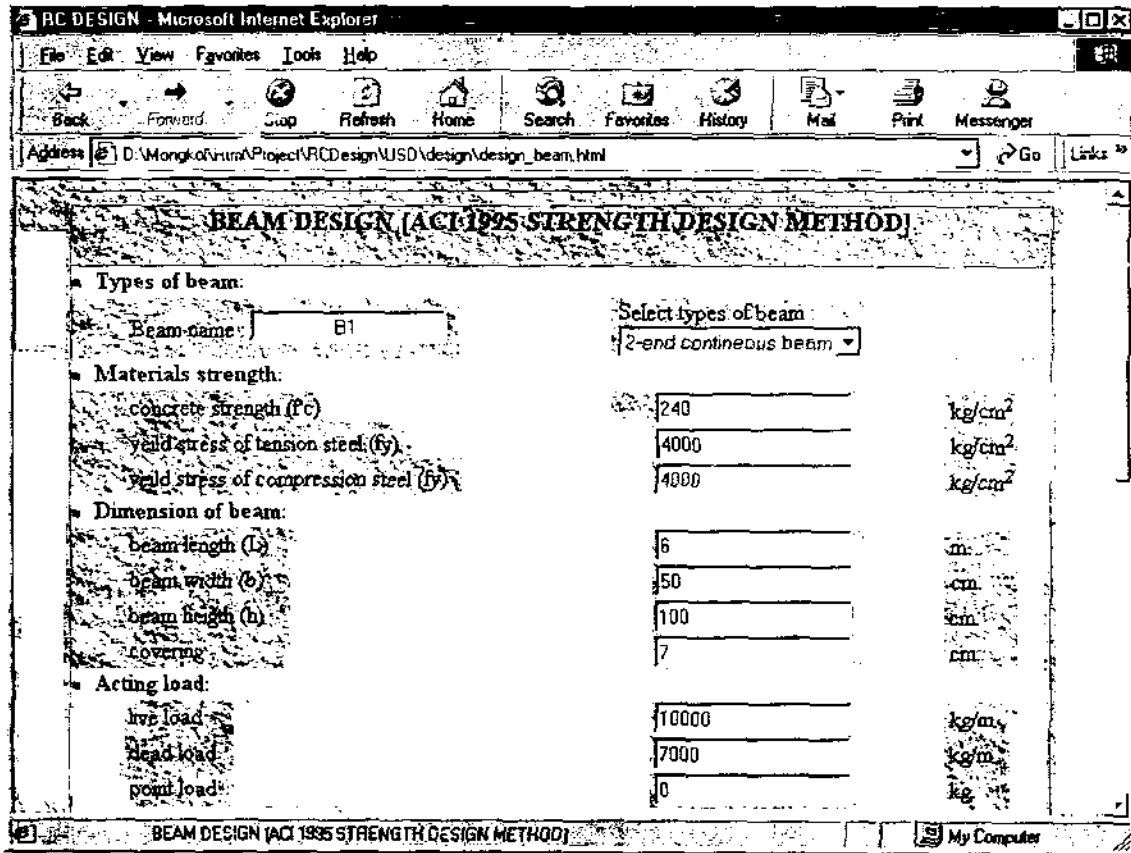 RC DESIGN - Microsoft Internet Explorer
File Edit View Favorites Tools Help
Back Forward Stop Refresh Home Search Favorites History Mail Print Messenger
Address D:\Mongkol\Html\Project\RCDesign\USD\design\design_beam.html Go Links »
BEAM DESIGN [ACI 1995 STRENGTH DESIGN METHOD]
Types of beam:
Select types of beam :
Beam name : B1 2-end contineous beam
Materials strength:
concrete strength (f'c) 240 kg/cm²
yeild stress of tension steel (fy) 4000 kg/cm²
yeild stress of compression steel (fy) 4000 kg/cm²
Dimension of beam:
beam length (L) 6 m.
beam width (b) 50 cm.
beam heigth (h) 100 cm.
covering 7 cm.
Acting load:
live load 10000 kg/m.
dead load 7000 kg/m.
point load 0 kg.
BEAM DESIGN [ACI 1995 STRENGTH DESIGN METHOD] My Computer